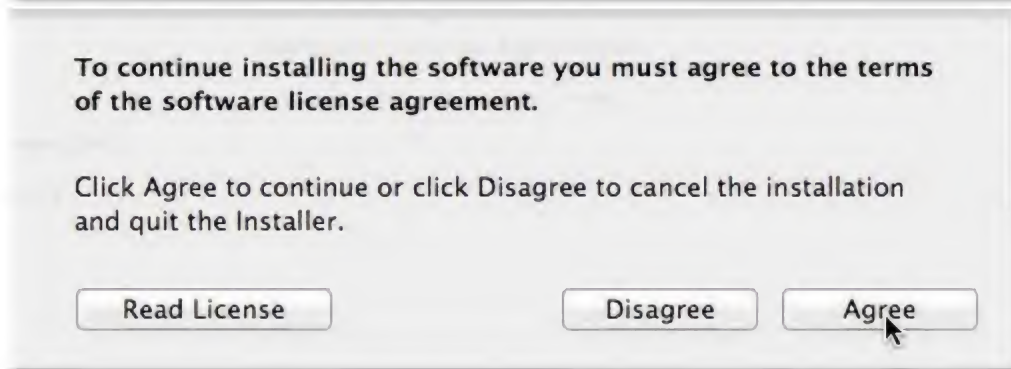 To continue installing the software you must agree to the terms
of the software license agreement.
Click Agree to continue or click Disagree to cancel the installation
and quit the Installer.
Read License Disagree Agree